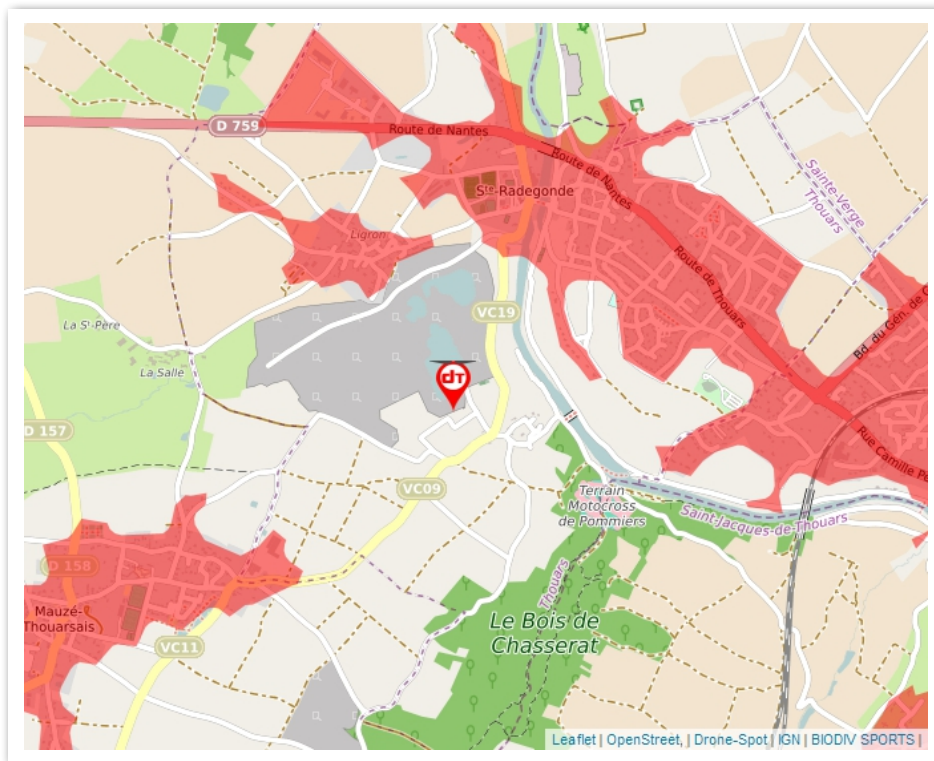 D 759
Route de Nantes
Route de Nantes
Sainte-Verge
Thouars
Ste-Radegonde
Ligron
Route de Thouars
VC19
La St-Père
La Salle
dT
D 157
Rue Camille Pe
VC09
Terrain
Motocross
de Pommiers
Saint-Jacques-de-Thouars
D 158
Thouars
Mauzé-
Thouarsais
Le Bois de
Chasserat
VC11
Bd. du Gén. de G
Leaflet | OpenStreet, | Drone-Spot | IGN | BIODIV SPORTS |